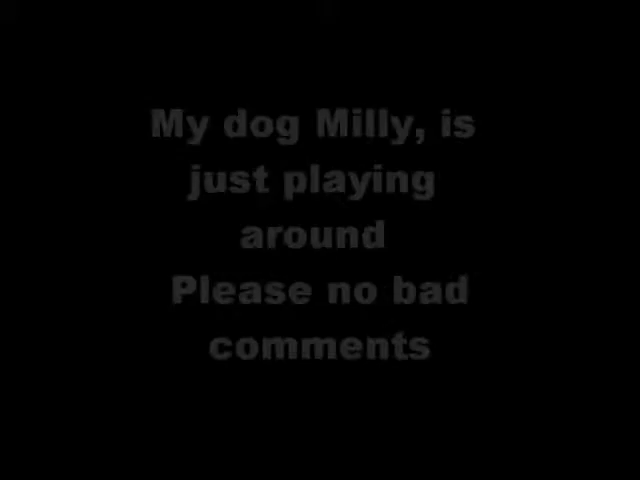 My dog Milly, is
just playing
around
Please no bad
comments